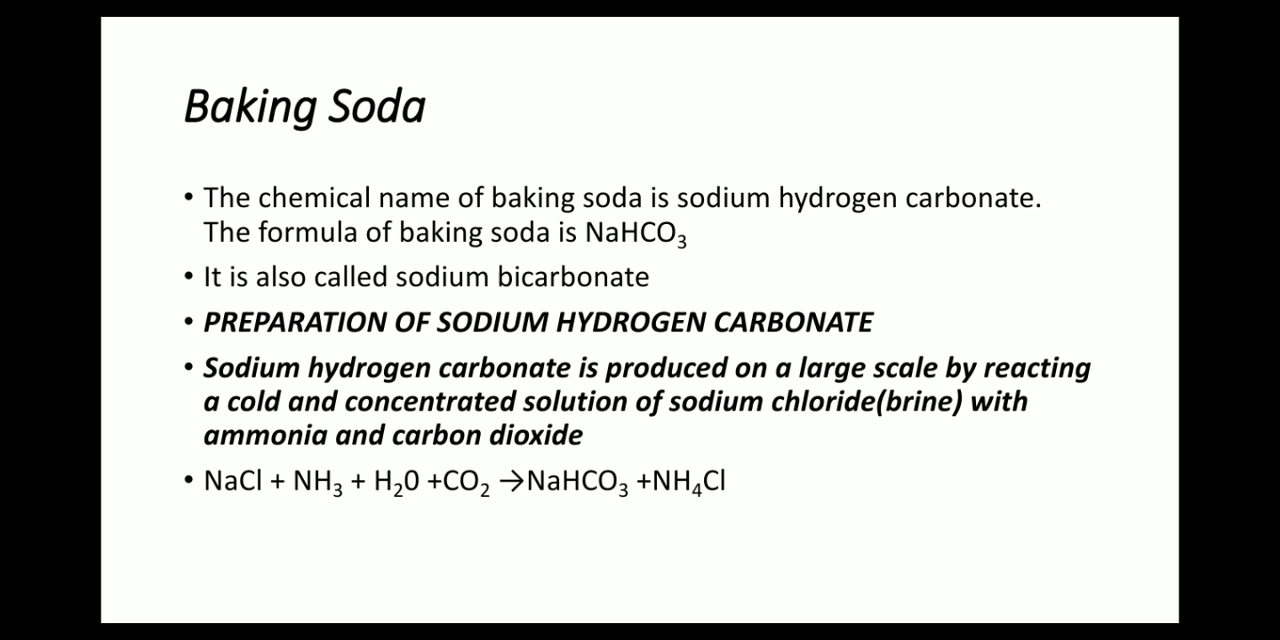 Baking Soda
• The chemical name of baking soda is sodium hydrogen carbonate.
The formula of baking soda is NaHCO₃
• It is also called sodium bicarbonate
• PREPARATION OF SODIUM HYDROGEN CARBONATE
• Sodium hydrogen carbonate is produced on a large scale by reacting
a cold and concentrated solution of sodium chloride(brine) with
ammonia and carbon dioxide
• NaCl + NH₃ + H₂0 +CO₂ →NaHCO₃ +NH₄Cl